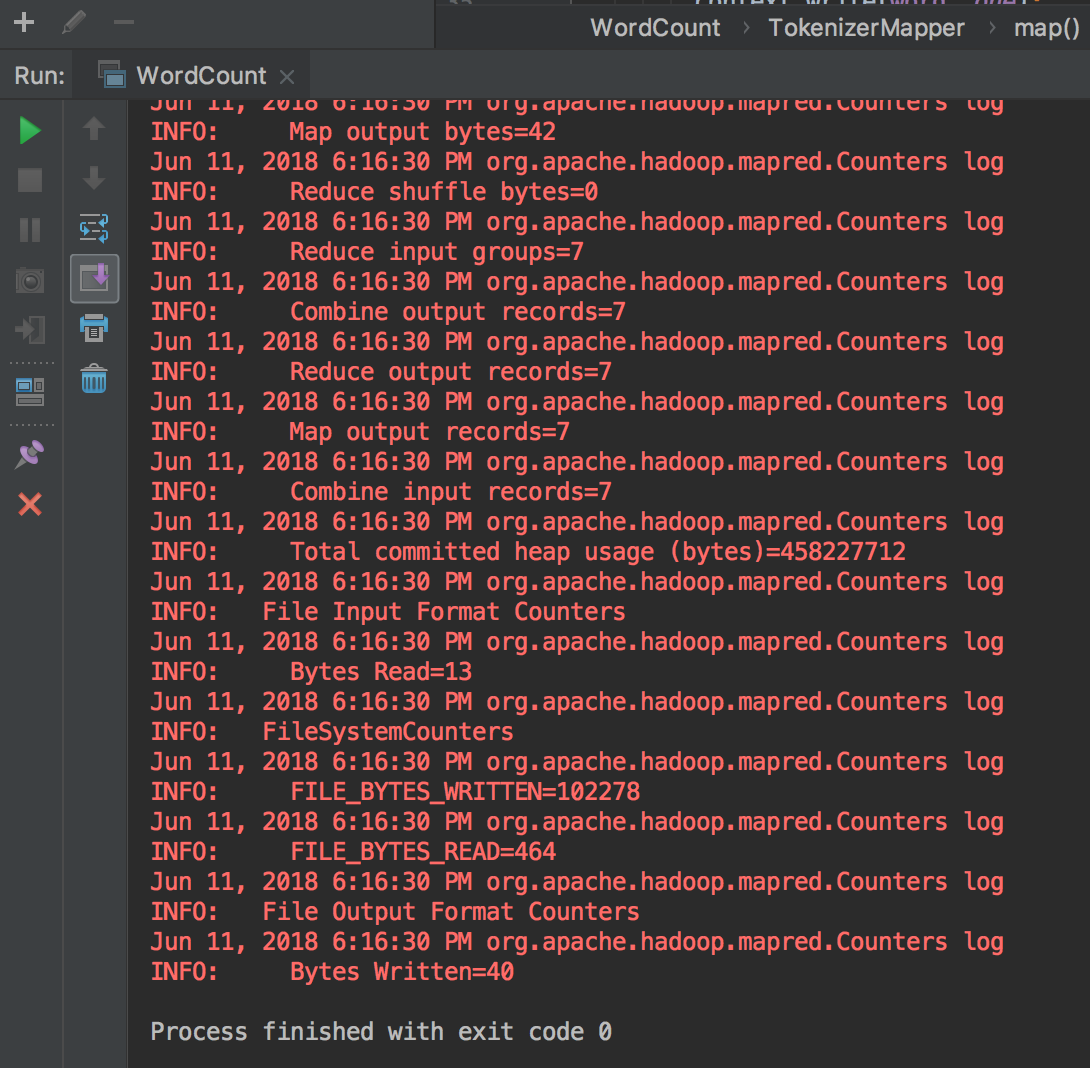 WordCount › TokenizerMapper › map()
Run: WordCount
Jun 11, 2018 6:16:30 PM org.apache.hadoop.mapred.Counters log
INFO:     Map output bytes=42
Jun 11, 2018 6:16:30 PM org.apache.hadoop.mapred.Counters log
INFO:     Reduce shuffle bytes=0
Jun 11, 2018 6:16:30 PM org.apache.hadoop.mapred.Counters log
INFO:     Reduce input groups=7
Jun 11, 2018 6:16:30 PM org.apache.hadoop.mapred.Counters log
INFO:     Combine output records=7
Jun 11, 2018 6:16:30 PM org.apache.hadoop.mapred.Counters log
INFO:     Reduce output records=7
Jun 11, 2018 6:16:30 PM org.apache.hadoop.mapred.Counters log
INFO:     Map output records=7
Jun 11, 2018 6:16:30 PM org.apache.hadoop.mapred.Counters log
INFO:     Combine input records=7
Jun 11, 2018 6:16:30 PM org.apache.hadoop.mapred.Counters log
INFO:     Total committed heap usage (bytes)=458227712
Jun 11, 2018 6:16:30 PM org.apache.hadoop.mapred.Counters log
INFO:   File Input Format Counters
Jun 11, 2018 6:16:30 PM org.apache.hadoop.mapred.Counters log
INFO:     Bytes Read=13
Jun 11, 2018 6:16:30 PM org.apache.hadoop.mapred.Counters log
INFO:   FileSystemCounters
Jun 11, 2018 6:16:30 PM org.apache.hadoop.mapred.Counters log
INFO:     FILE_BYTES_WRITTEN=102278
Jun 11, 2018 6:16:30 PM org.apache.hadoop.mapred.Counters log
INFO:     FILE_BYTES_READ=464
Jun 11, 2018 6:16:30 PM org.apache.hadoop.mapred.Counters log
INFO:   File Output Format Counters
Jun 11, 2018 6:16:30 PM org.apache.hadoop.mapred.Counters log
INFO:     Bytes Written=40
Process finished with exit code 0